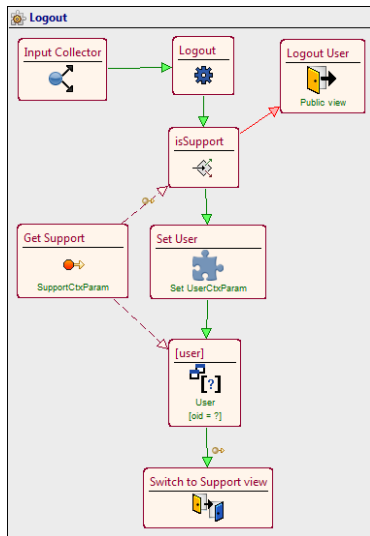 Logout
Input Collector
Logout
Logout User
Public view
isSupport
Get Support
SupportCtxParam
Set User
Set UserCtxParam
[user]
[?]
User
[oid = ?]
Switch to Support view